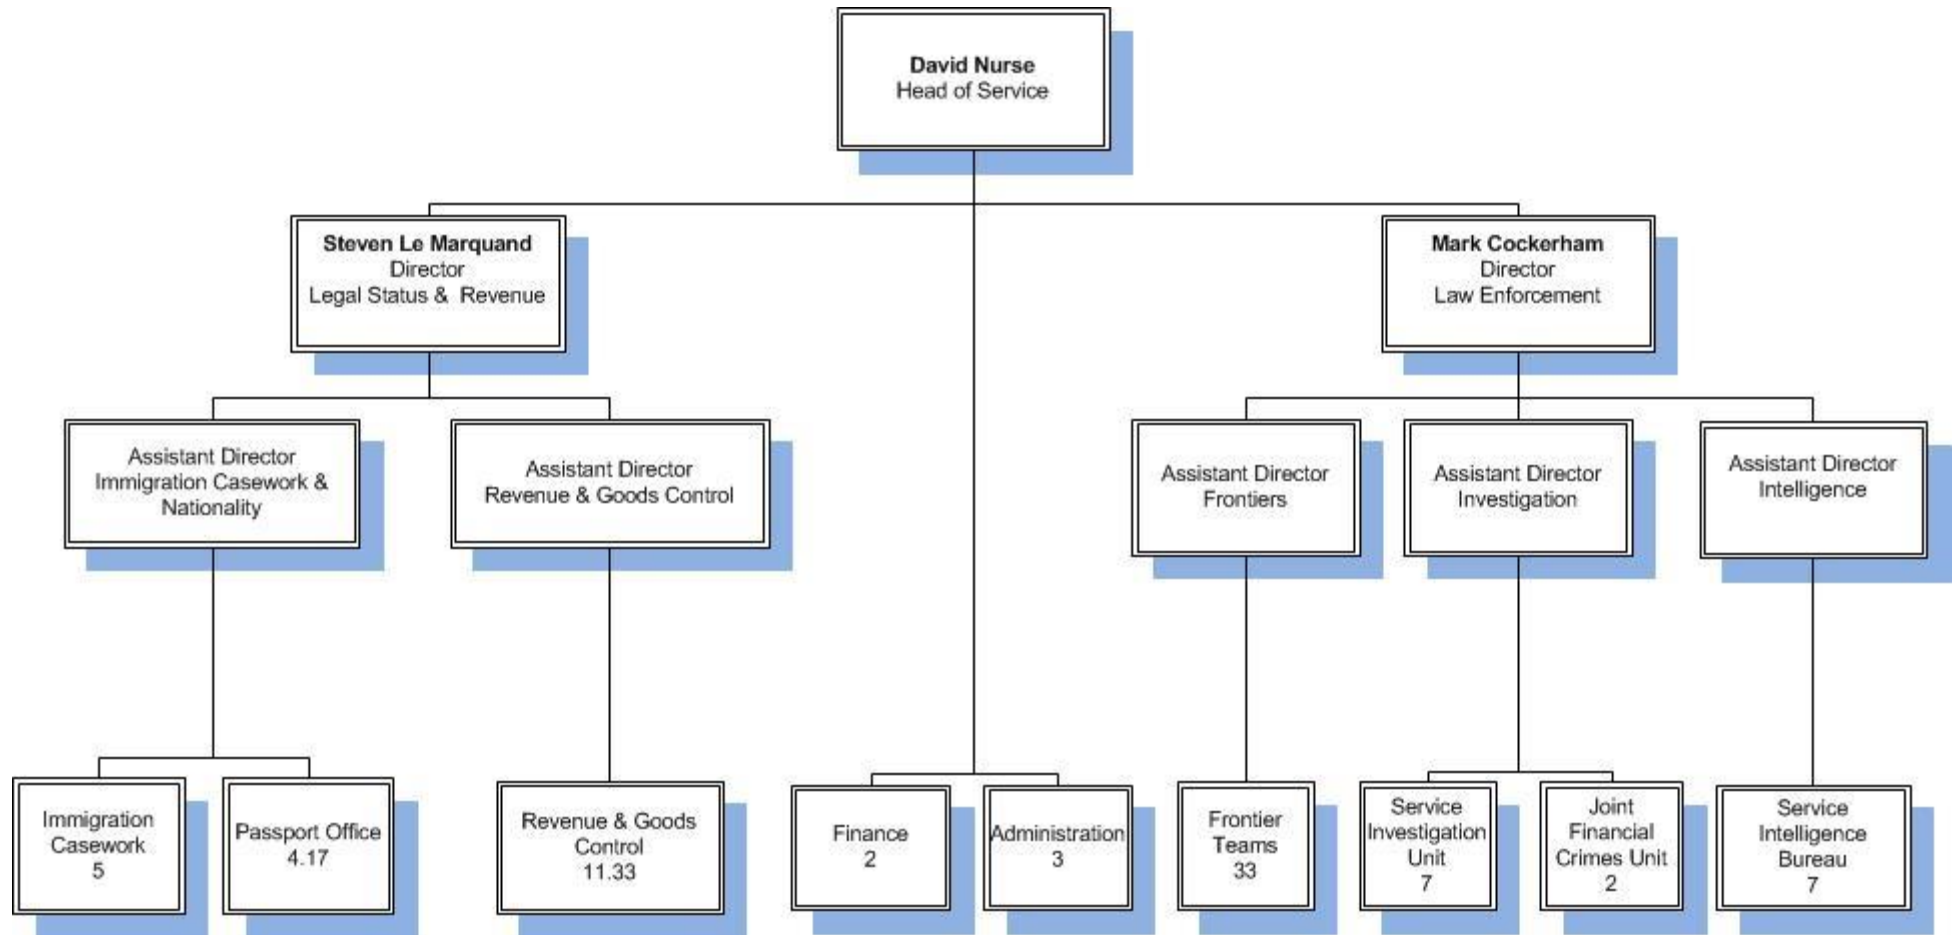 David Nurse
Head of Service
Steven Le Marquand
Director
Legal Status & Revenue
Mark Cockerham
Director
Law Enforcement
Assistant Director
Immigration Casework &
Nationality
Assistant Director
Revenue & Goods Control
Assistant Director
Frontiers
Assistant Director
Investigation
Assistant Director
Intelligence
Immigration
Casework
5
Passport Office
4.17
Revenue & Goods
Control
11.33
Finance
2
Administration
3
Frontier
Teams
33
Service
Investigation
Unit
7
Joint
Financial
Crimes Unit
2
Service
Intelligence
Bureau
7